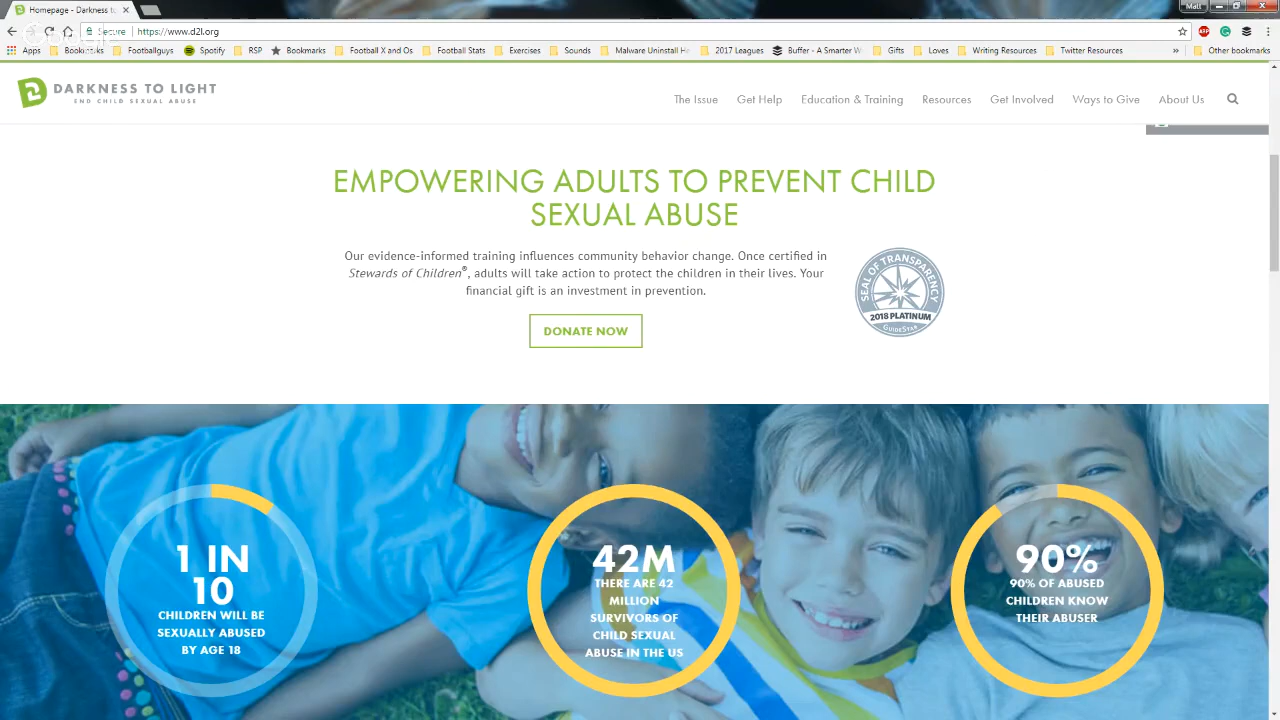 Homepage - Darkness to
Matt
Secure https://www.d2l.org
Apps Bookmarks Footballguys Spotify RSP Bookmarks Football X and Os Football Stats Exercises Sounds Malware Uninstall He 2017 Leagues Buffer - A Smarter W Gifts Loves Writing Resources Twitter Resources » Other bookmarks
DARKNESS TO LIGHT
END CHILD SEXUAL ABUSE
The Issue Get Help Education & Training Resources Get Involved Ways to Give About Us
EMPOWERING ADULTS TO PREVENT CHILD
SEXUAL ABUSE
Our evidence-informed training influences community behavior change. Once certified in
Stewards of Children®, adults will take action to protect the children in their lives. Your
financial gift is an investment in prevention.
DONATE NOW
SEAL OF TRANSPARENCY
2018 PLATINUM
GuideStar
1 IN
10
CHILDREN WILL BE
SEXUALLY ABUSED
BY AGE 18
42M
THERE ARE 42
MILLION
SURVIVORS OF
CHILD SEXUAL
ABUSE IN THE US
90%
90% OF ABUSED
CHILDREN KNOW
THEIR ABUSER